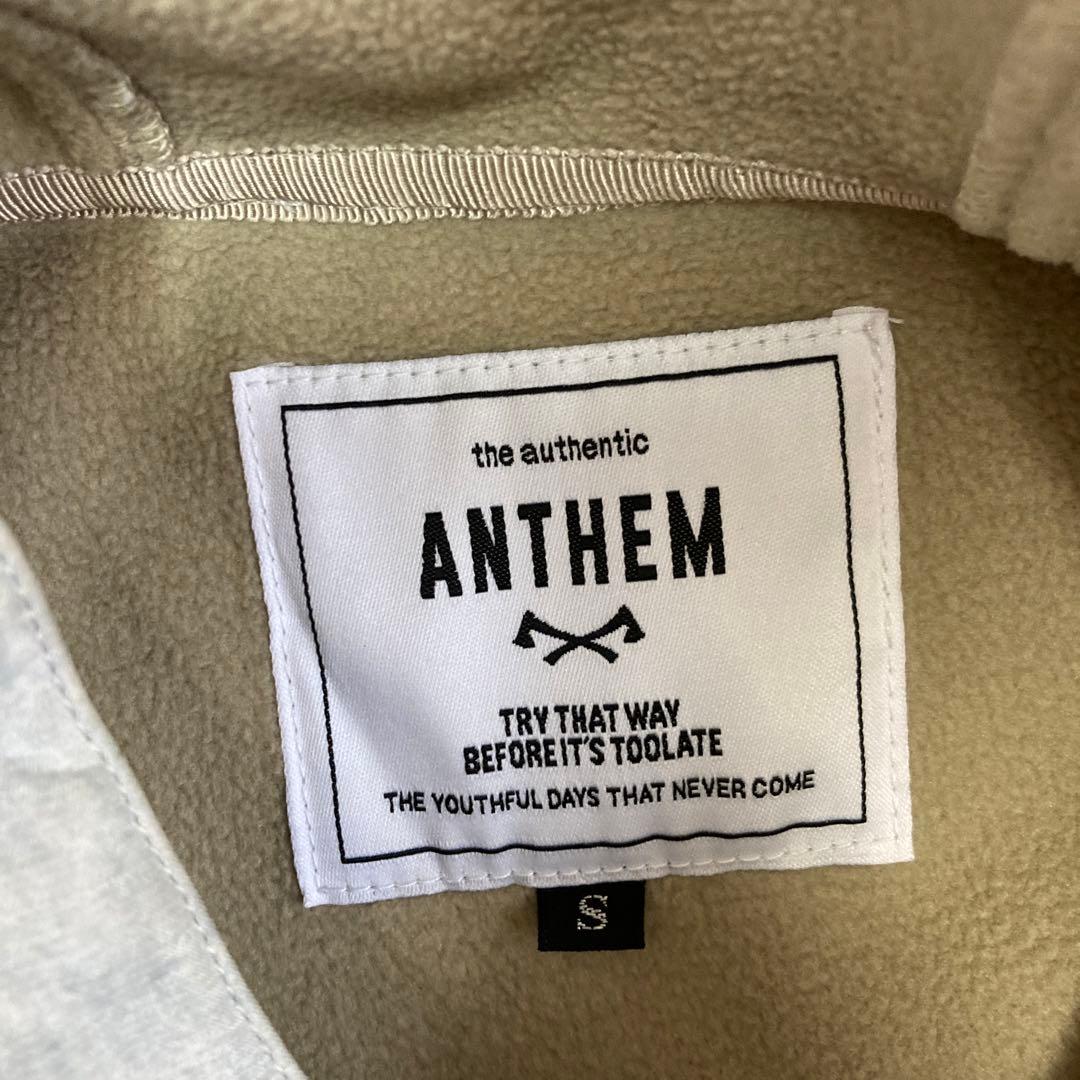 the authentic
ANTHEM
TRY THAT WAY
BEFORE IT'S TOOLATE
THE YOUTHFUL DAYS THAT NEVER COME
S